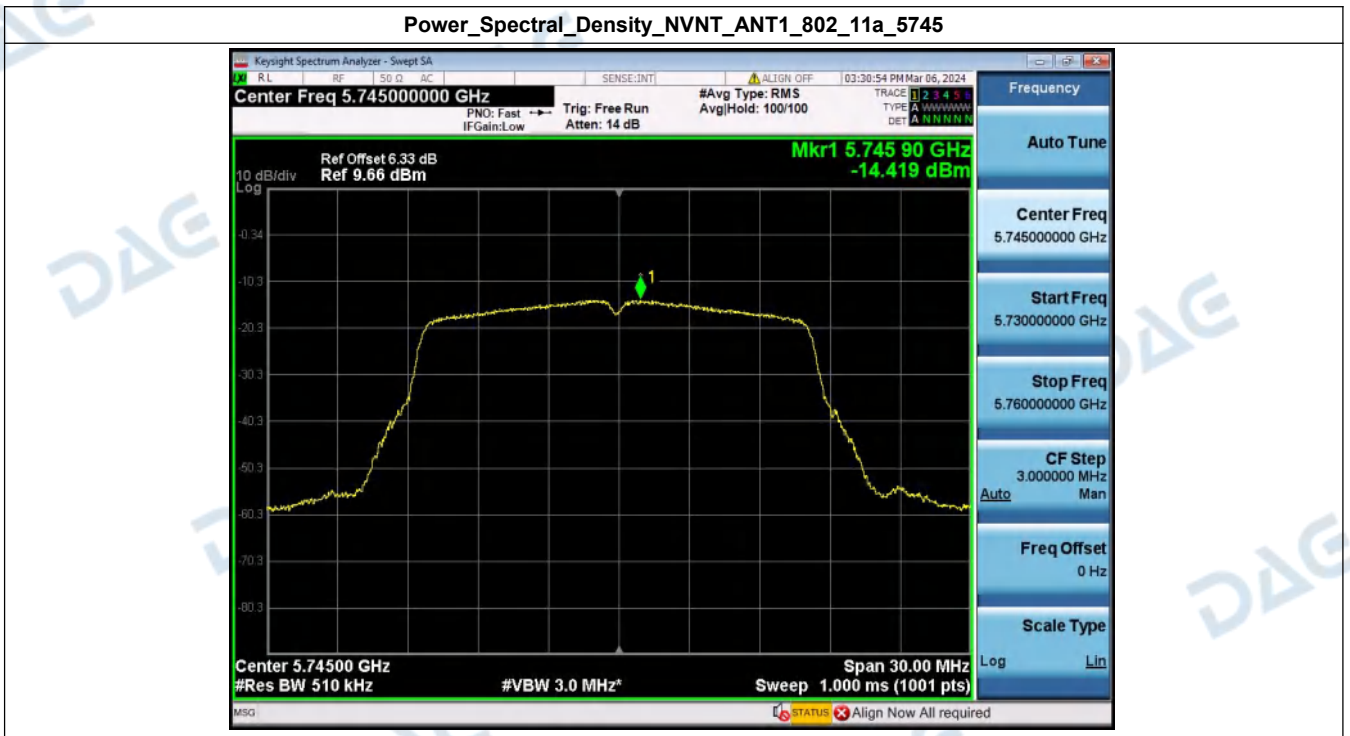 Power_Spectral_Density_NVNT_ANT1_802_11a_5745
Keysight Spectrum Analyzer - Swept SA
RL RF 50 Ω AC SENSE:INT ALIGN OFF 03:30:54 PM Mar 06, 2024
Center Freq 5.745000000 GHz
PNO: Fast
IFGain:Low
Trig: Free Run
Atten: 14 dB
#Avg Type: RMS
Avg|Hold: 100/100
TRACE 1 2 3 4 5 6
TYPE A WWWWW
DET A N N N N N
Mkr1 5.745 90 GHz
-14.419 dBm
Ref Offset 6.33 dB
10 dB/div Ref 9.66 dBm
Log
-0.34
-10.3
-20.3
-30.3
-40.3
-50.3
-60.3
-70.3
-80.3
1
Center 5.74500 GHz Span 30.00 MHz
#Res BW 510 kHz #VBW 3.0 MHz* Sweep 1.000 ms (1001 pts)
MSG STATUS Align Now All required
Frequency
Auto Tune
Center Freq
5.745000000 GHz
Start Freq
5.730000000 GHz
Stop Freq
5.760000000 GHz
CF Step
3.000000 MHz
Auto Man
Freq Offset
0 Hz
Scale Type
Log Lin
DAG
DAG
DAG